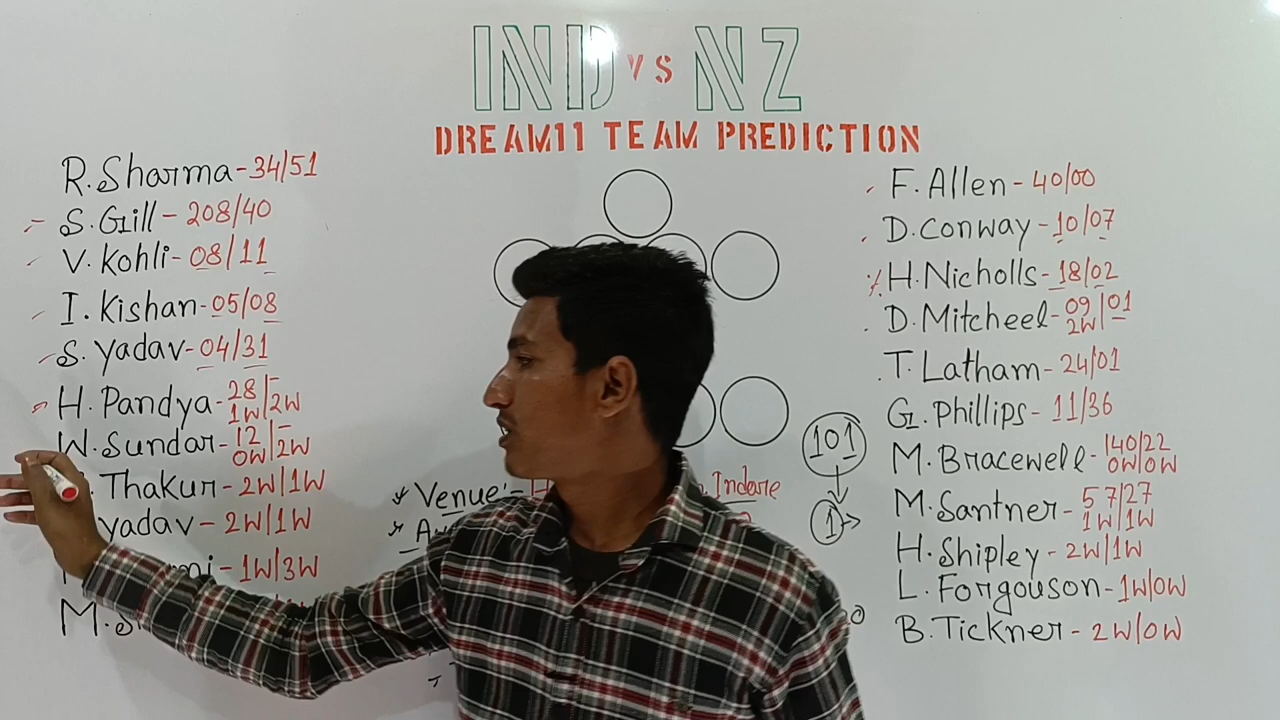 IND vs NZ
DREAM11 TEAM PREDICTION
R. Sharma - 34/51
S. Gill - 208/40
V. Kohli - 08/11
I. Kishan - 05/08
S. Yadav - 04/31
H. Pandya - 28/-
1W/2W
W. Sundar - 12/-
0W/2W
Thakur - 2W/1W
yadav - 2W/1W
mi - 1W/3W
M. S
Venue:- H Indore
101
1
F. Allen - 40/00
D. Conway - 10/07
H. Nicholls - 18/02
D. Mitcheel - 09/01
2W
T. Latham - 24/01
G. Phillips - 11/36
M. Bracewell - 140/22
0W/0W
M. Santner - 57/27
1W/1W
H. Shipley - 2W/1W
L. Forgouson - 1W/0W
B. Tickner - 2W/0W